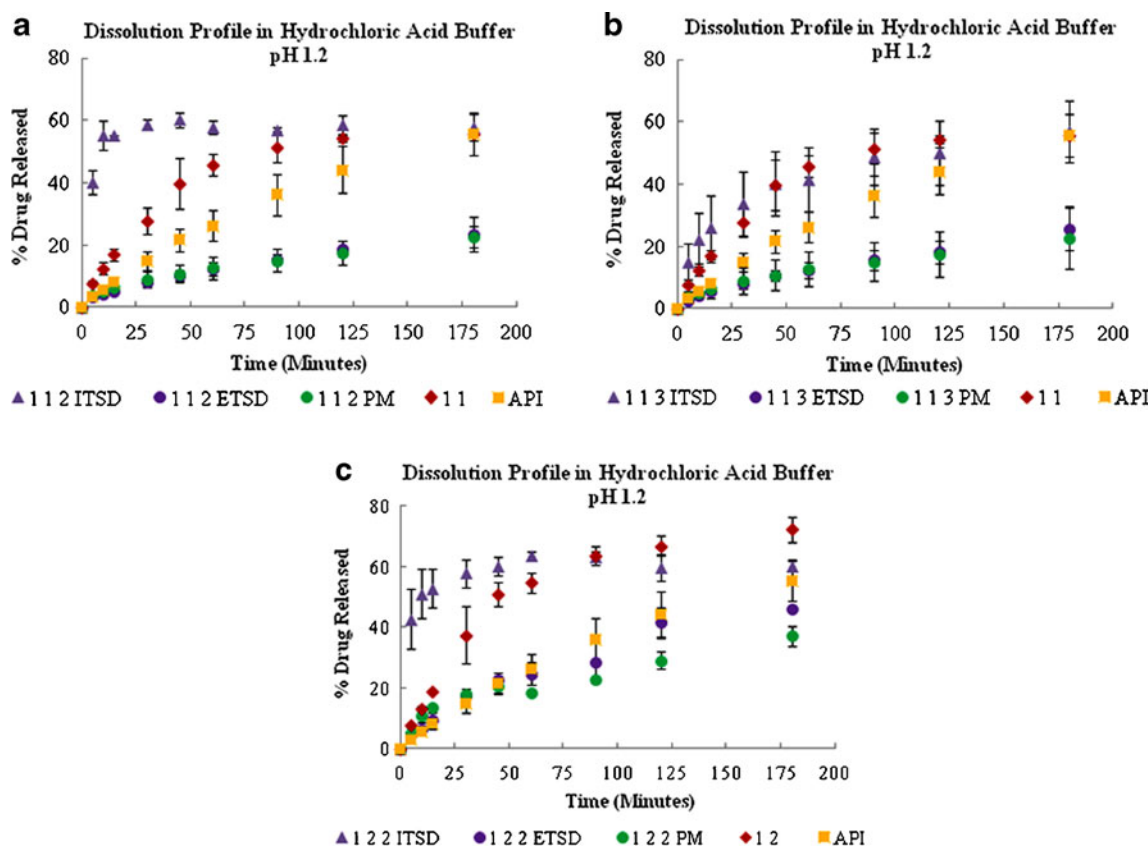 a
Dissolution Profile in Hydrochloric Acid Buffer
pH 1.2
80
60
40
20
0
% Drug Released
0 25 50 75 100 125 150 175 200
Time (Minutes)
1 1 2 ITSD 1 1 2 ETSD 1 1 2 PM 1 1 API
b
Dissolution Profile in Hydrochloric Acid Buffer
pH 1.2
80
60
40
20
0
% Drug Released
0 25 50 75 100 125 150 175 200
Time (Minutes)
1 1 3 ITSD 1 1 3 ETSD 1 1 3 PM 1 1 API
c
Dissolution Profile in Hydrochloric Acid Buffer
pH 1.2
80
60
40
20
0
% Drug Released
0 25 50 75 100 125 150 175 200
Time (Minutes)
1 2 2 ITSD 1 2 2 ETSD 1 2 2 PM 1 2 API